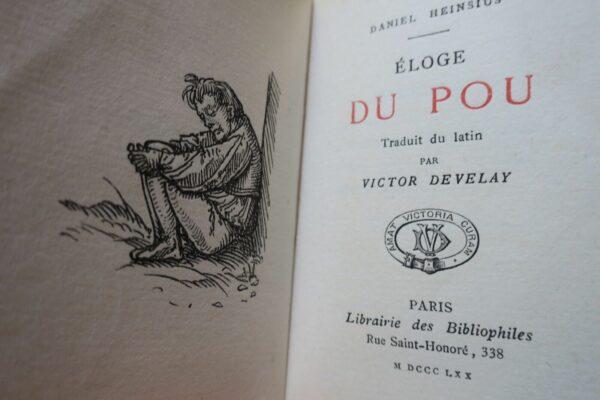 DANIEL HEINSIUS
ÉLOGE
DU POU
Traduit du latin
PAR
VICTOR DEVELAY
AMAT VICTORIA CURAM
VD
PARIS
Librairie des Bibliophiles
Rue Saint-Honoré, 338
M DCCC LXX